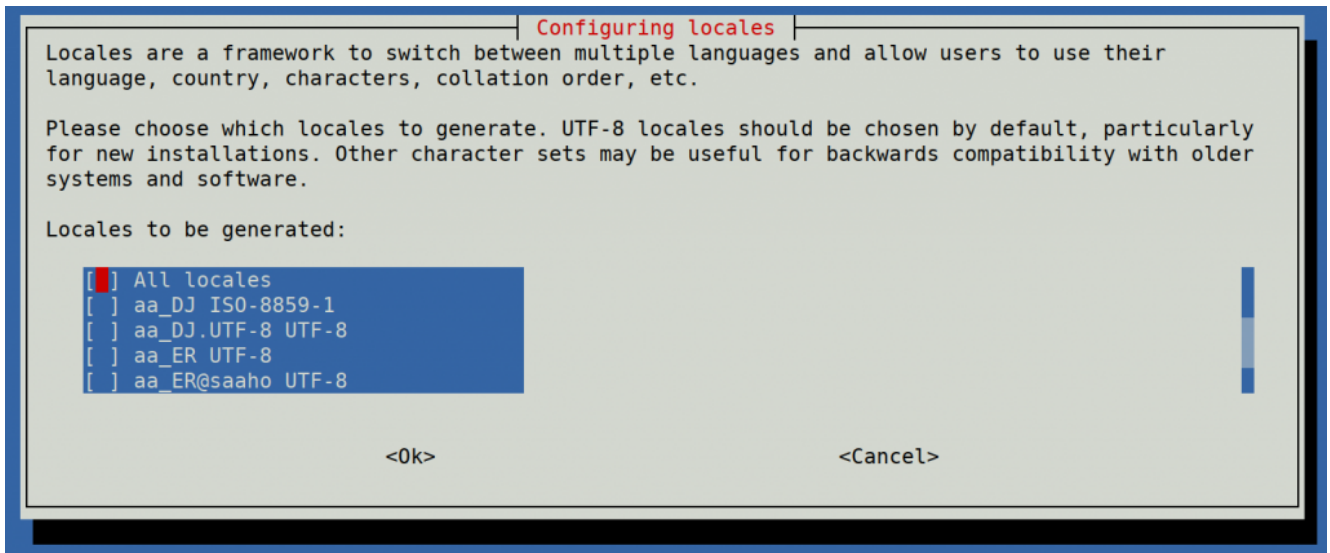 Configuring locales
Locales are a framework to switch between multiple languages and allow users to use their
language, country, characters, collation order, etc.
Please choose which locales to generate. UTF-8 locales should be chosen by default, particularly
for new installations. Other character sets may be useful for backwards compatibility with older
systems and software.
Locales to be generated:
[ ] All locales
[ ] aa_DJ ISO-8859-1
[ ] aa_DJ.UTF-8 UTF-8
[ ] aa_ER UTF-8
[ ] aa_ER@saaho UTF-8
<Ok> <Cancel>